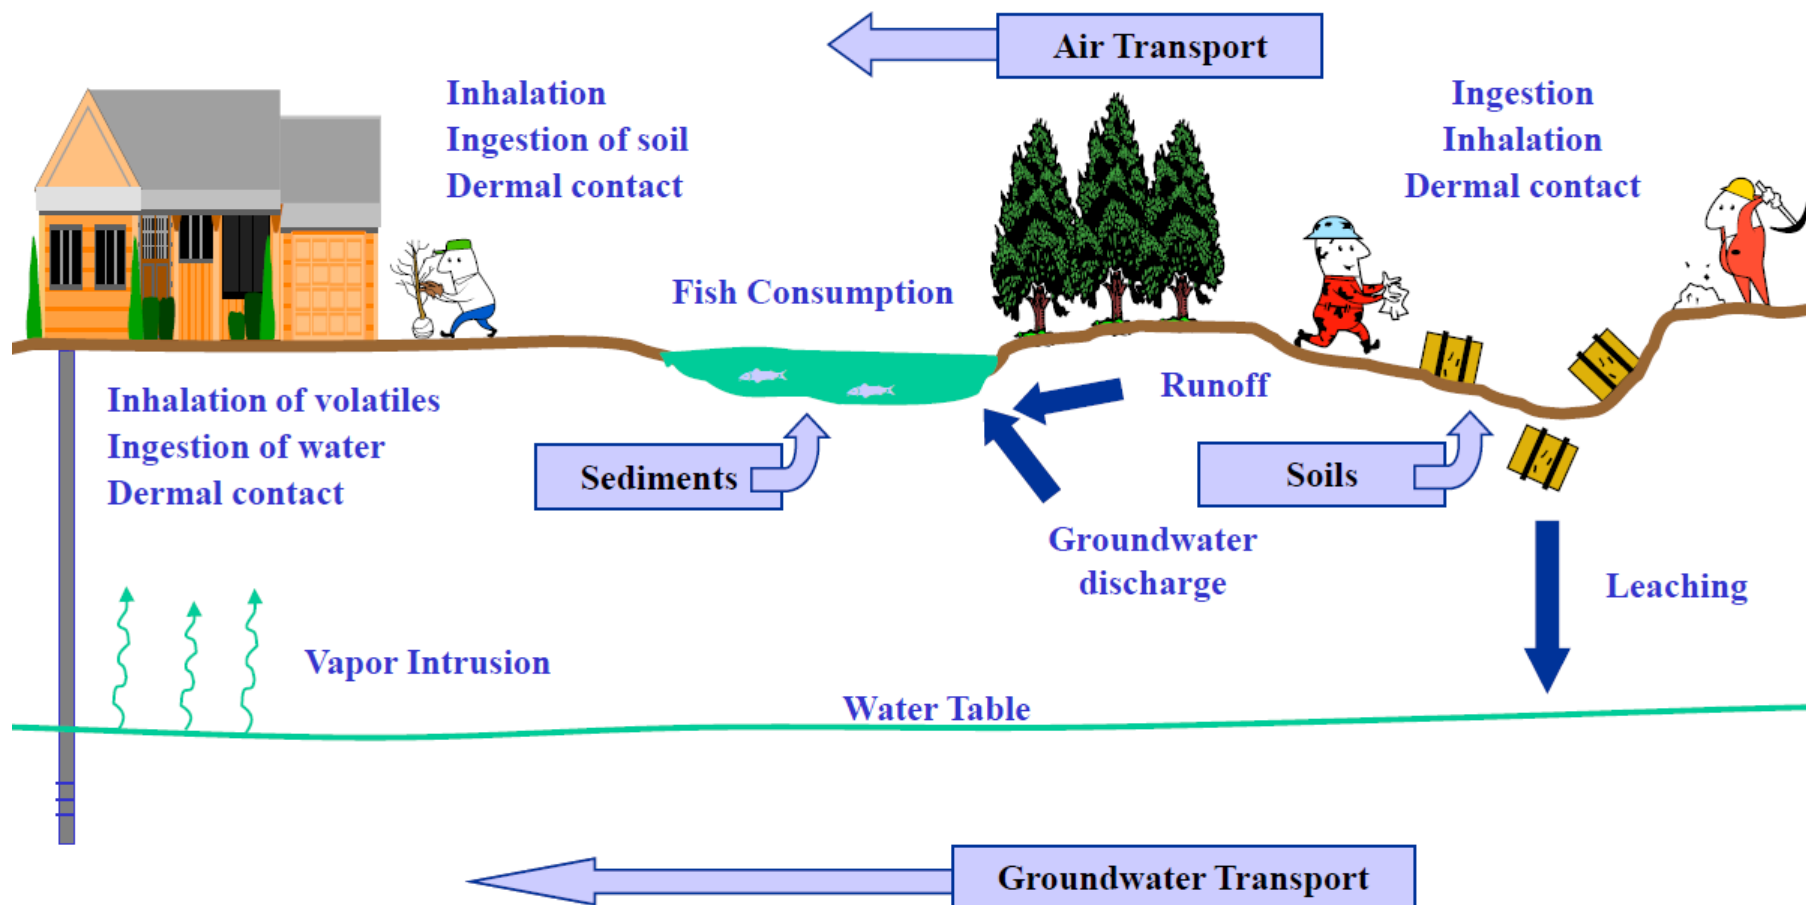 Air Transport
Inhalation
Ingestion of soil
Dermal contact
Ingestion
Inhalation
Dermal contact
Fish Consumption
Runoff
Inhalation of volatiles
Ingestion of water
Dermal contact
Sediments
Soils
Groundwater
discharge
Leaching
Vapor Intrusion
Water Table
Groundwater Transport